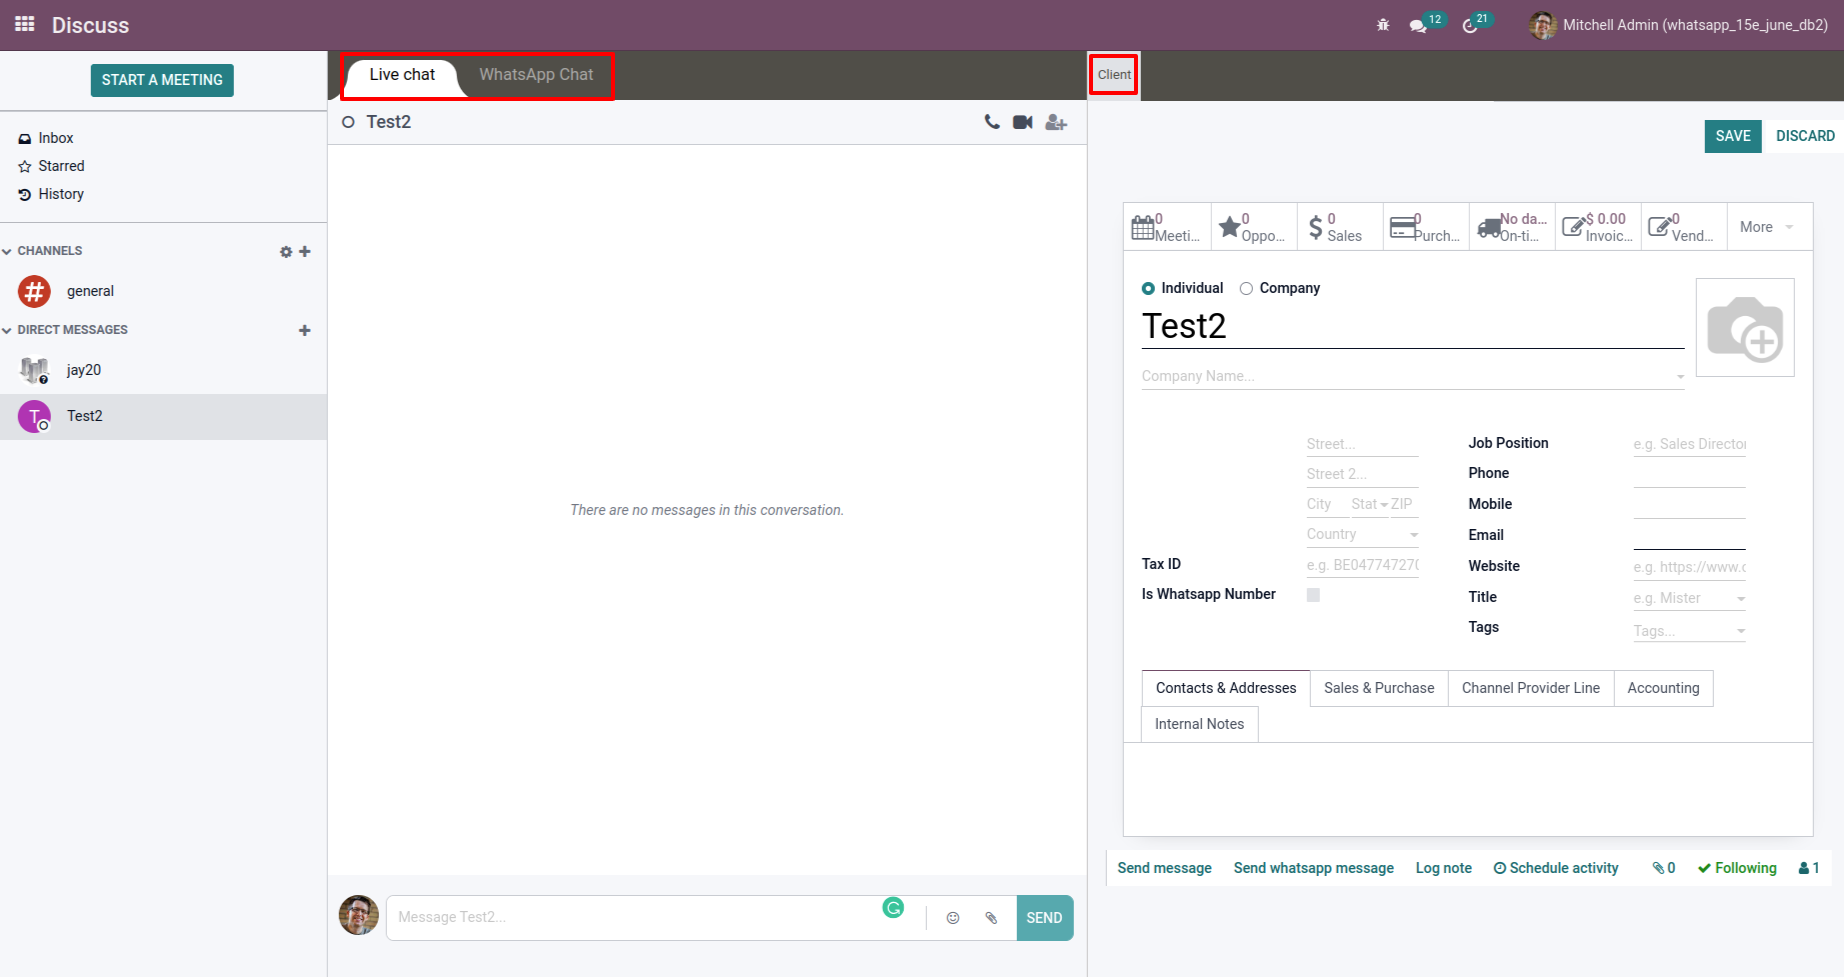 Discuss
12
21
Mitchell Admin (whatsapp_15e_june_db2)
START A MEETING
Inbox
Starred
History
CHANNELS
general
DIRECT MESSAGES
jay20
T
Test2
Live chat
WhatsApp Chat
Test2
There are no messages in this conversation.
Message Test2...
SEND
Client
SAVE
DISCARD
0
Meeti...
0
Oppo...
0
Sales
0
Purch...
No da...
On-ti...
$ 0.00
Invoic...
0
Vend...
More
Individual
Company
Test2
Company Name...
Street...
Street 2...
City
Stat
ZIP
Country
Tax ID
e.g. BE047747270
Is Whatsapp Number
Job Position
e.g. Sales Director
Phone
Mobile
Email
Website
e.g. https://www.o
Title
e.g. Mister
Tags
Tags...
Contacts & Addresses
Sales & Purchase
Channel Provider Line
Accounting
Internal Notes
Send message
Send whatsapp message
Log note
Schedule activity
0
Following
1